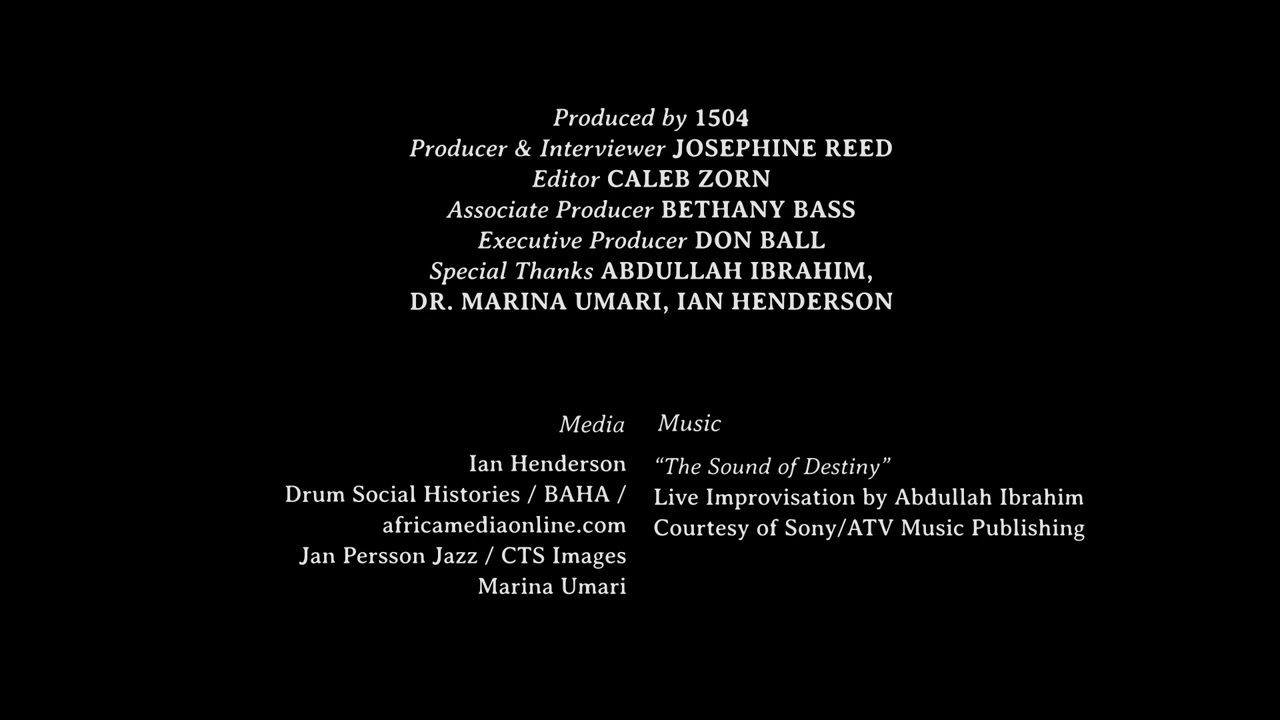 Produced by 1504
Producer & Interviewer JOSEPHINE REED
Editor CALEB ZORN
Associate Producer BETHANY BASS
Executive Producer DON BALL
Special Thanks ABDULLAH IBRAHIM,
DR. MARINA UMARI, IAN HENDERSON
Media
Ian Henderson
Drum Social Histories / BAHA /
africamediaonline.com
Jan Persson Jazz / CTS Images
Marina Umari
Music
“The Sound of Destiny”
Live Improvisation by Abdullah Ibrahim
Courtesy of Sony/ATV Music Publishing